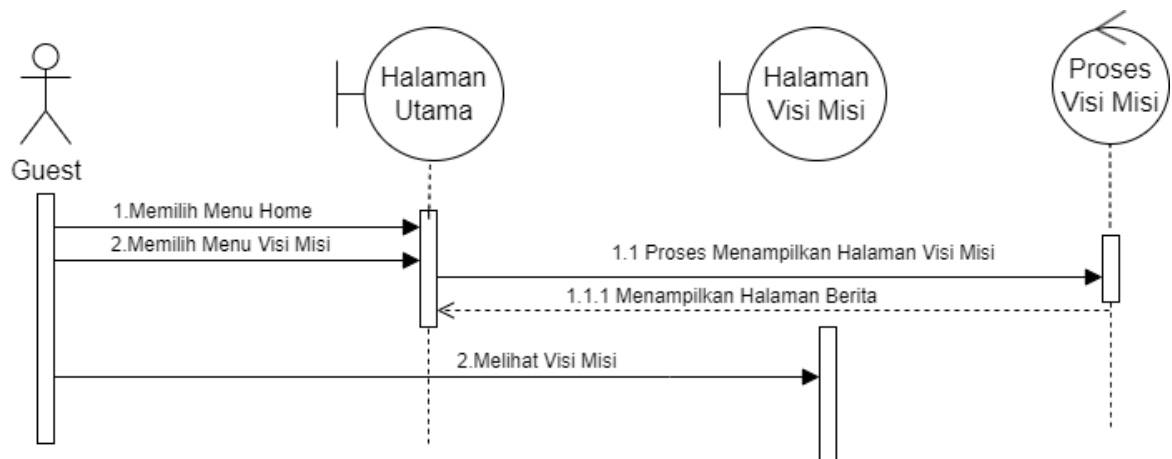 Halaman
Utama
Halaman
Visi Misi
Proses
Visi Misi
Guest
1.Memilih Menu Home
2.Memilih Menu Visi Misi
1.1 Proses Menampilkan Halaman Visi Misi
1.1.1 Menampilkan Halaman Berita
2.Melihat Visi Misi